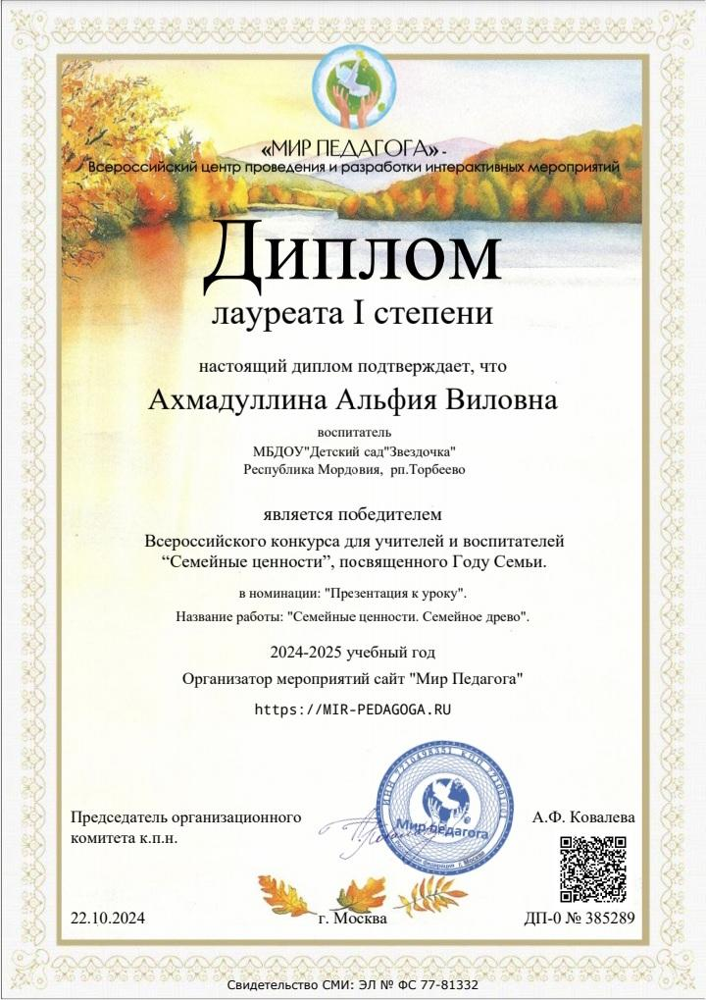 «МИР ПЕДАГОГА» -
Всероссийский центр проведения и разработки интерактивных мероприятий
Диплом
лауреата I степени
настоящий диплом подтверждает, что
Ахмадуллина Альфия Виловна
воспитатель
МБДОУ"Детский сад"Звездочка"
Республика Мордовия, рп.Торбеево
является победителем
Всероссийского конкурса для учителей и воспитателей
“Семейные ценности”, посвященного Году Семьи.
в номинации: "Презентация к уроку".
Название работы: "Семейные ценности. Семейное древо".
2024-2025 учебный год
Организатор мероприятий сайт "Мир Педагога"
https://MIR-PEDAGOGA.RU
Председатель организационного
комитета к.п.н.
Мир педагога
А.Ф. Ковалева
22.10.2024
г. Москва
ДП-0 № 385289
Свидетельство СМИ: ЭЛ № ФС 77-81332